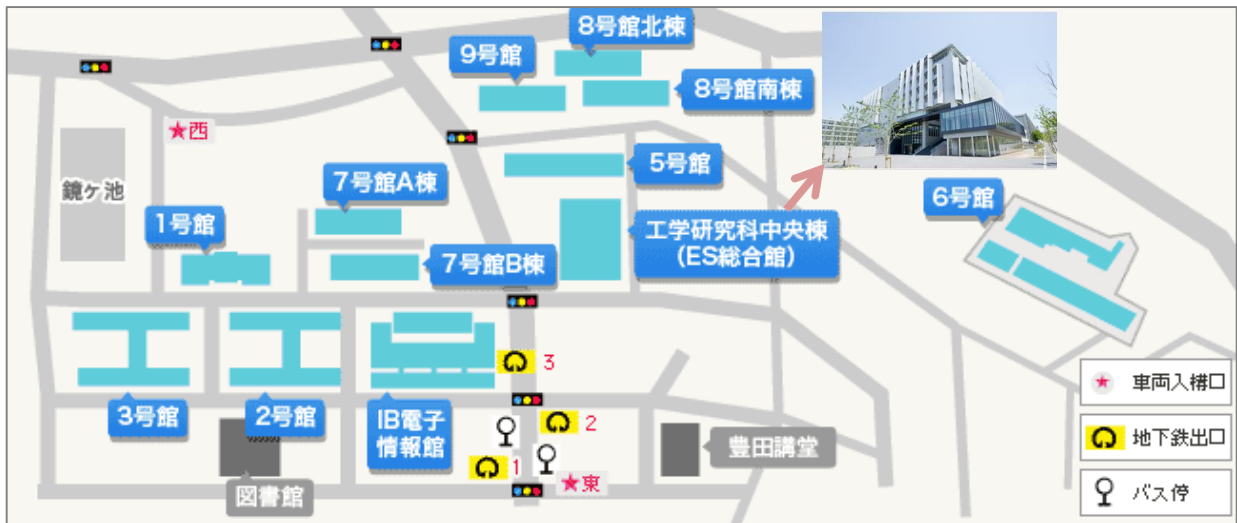 8号館北棟
9号館
8号館南棟
★西
5号館
鏡ヶ池
7号館A棟
6号館
1号館
工学研究科中央棟
(ES総合館)
7号館B棟
3
車両入構口
3号館
2号館
IB電子
情報館
2
豊田講堂
地下鉄出口
1
★東
図書館
バス停